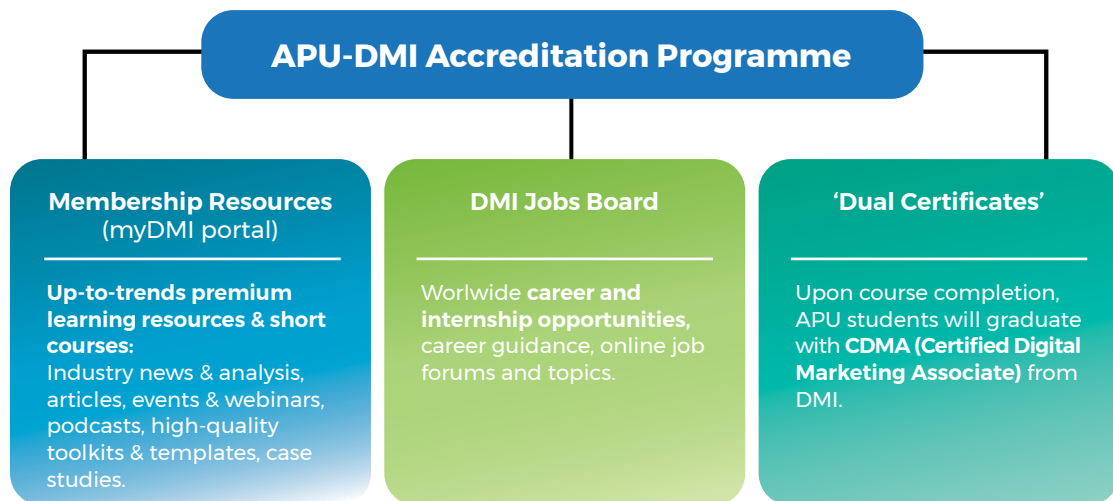 APU-DMI Accreditation Programme
Membership Resources
(myDMI portal)
Up-to-trends premium
learning resources & short
courses:
Industry news & analysis,
articles, events & webinars,
podcasts, high-quality
toolkits & templates, case
studies.
DMI Jobs Board
Worlwide career and
internship opportunities,
career guidance, online job
forums and topics.
‘Dual Certificates’
Upon course completion,
APU students will graduate
with CDMA (Certified Digital
Marketing Associate) from
DMI.